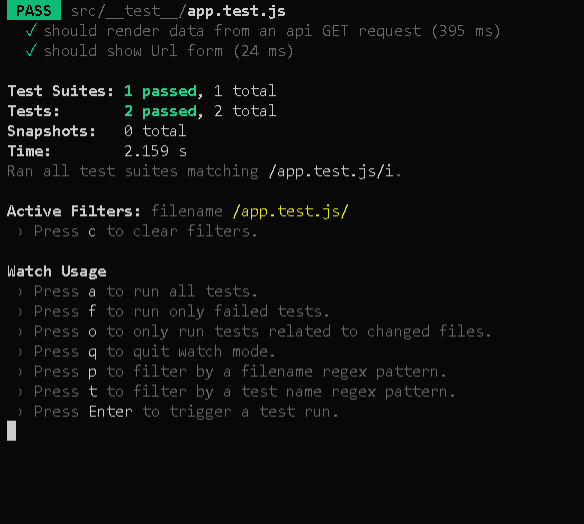 PASS src/__test__/app.test.js
✓ should render data from an api GET request (395 ms)
✓ should show Url form (24 ms)
Test Suites: 1 passed, 1 total
Tests: 2 passed, 2 total
Snapshots: 0 total
Time: 2.159 s
Ran all test suites matching /app.test.js/i.
Active Filters: filename /app.test.js/
› Press c to clear filters.
Watch Usage
› Press a to run all tests.
› Press f to run only failed tests.
› Press o to only run tests related to changed files.
› Press q to quit watch mode.
› Press p to filter by a filename regex pattern.
› Press t to filter by a test name regex pattern.
› Press Enter to trigger a test run.